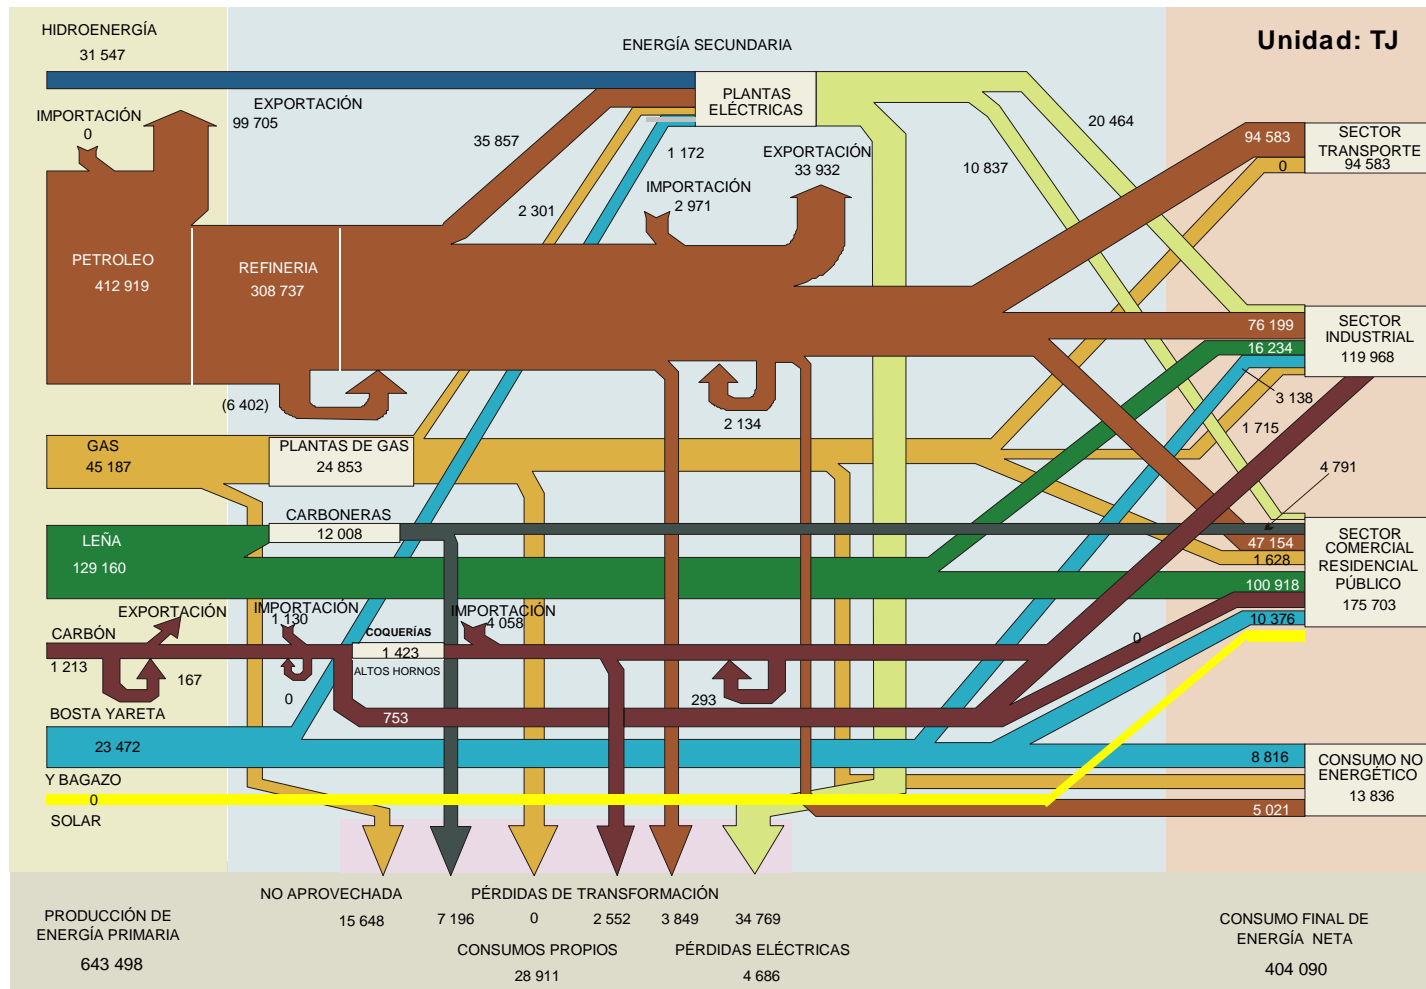 HIDROENERGÍA
31 547
ENERGÍA SECUNDARIA
Unidad: TJ
IMPORTACIÓN
0
EXPORTACIÓN
99 705
PLANTAS
ELÉCTRICAS
35 857
1 172
EXPORTACIÓN
33 932
IMPORTACIÓN
2 971
2 301
20 464
10 837
94 583
0
SECTOR
TRANSPORTE
94 583
PETROLEO
412 919
REFINERIA
308 737
76 199
16 234
SECTOR
INDUSTRIAL
119 968
(6 402)
2 134
3 138
1 715
4 791
GAS
45 187
PLANTAS DE GAS
24 853
CARBONERAS
12 008
LEÑA
129 160
47 154
1 628
100 918
10 376
SECTOR
COMERCIAL
RESIDENCIAL
PÚBLICO
175 703
EXPORTACIÓN
IMPORTACIÓN
1 130
IMPORTACIÓN
4 058
CARBÓN
1 213
167
0
COQUERÍAS
1 423
ALTOS HORNOS
0
293
753
BOSTA YARETA
23 472
Y BAGAZO
0
SOLAR
8 816
5 021
CONSUMO NO
ENERGÉTICO
13 836
NO APROVECHADA
15 648
PÉRDIDAS DE TRANSFORMACIÓN
7 196
0
2 552
3 849
34 769
PRODUCCIÓN DE
ENERGÍA PRIMARIA
643 498
CONSUMOS PROPIOS
28 911
PÉRDIDAS ELÉCTRICAS
4 686
CONSUMO FINAL DE
ENERGÍA NETA
404 090